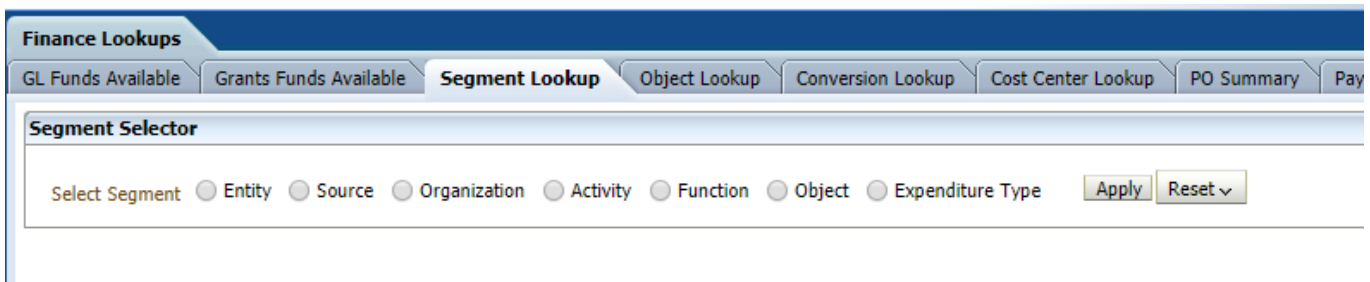 Finance Lookups
GL Funds Available Grants Funds Available Segment Lookup Object Lookup Conversion Lookup Cost Center Lookup PO Summary Pay
Segment Selector
Select Segment Entity Source Organization Activity Function Object Expenditure Type Apply Reset